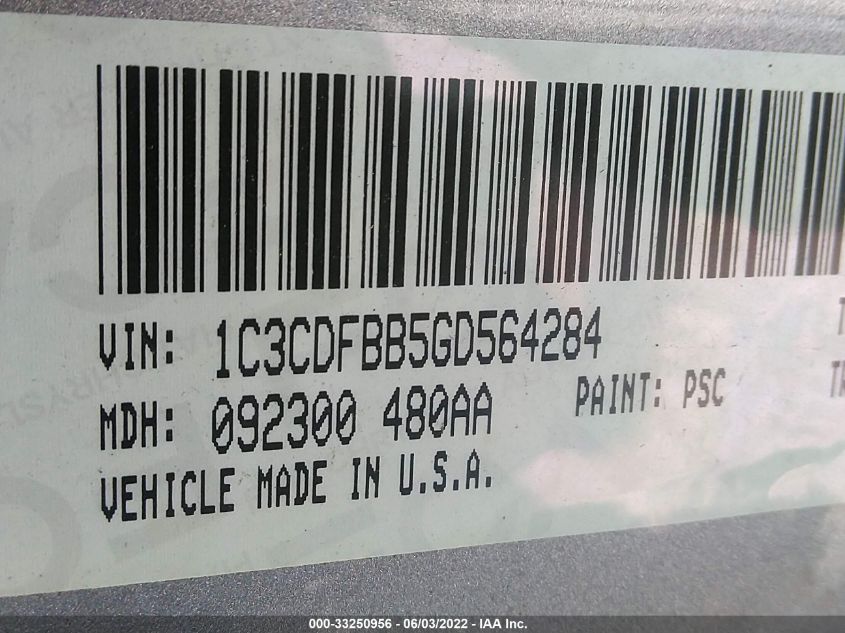 VIN: 1C3CDFBB5GD564284
MDH: 092300 480AA
PAINT: PSC
VEHICLE MADE IN U.S.A.
000-33250956 - 06/03/2022 - IAA Inc.